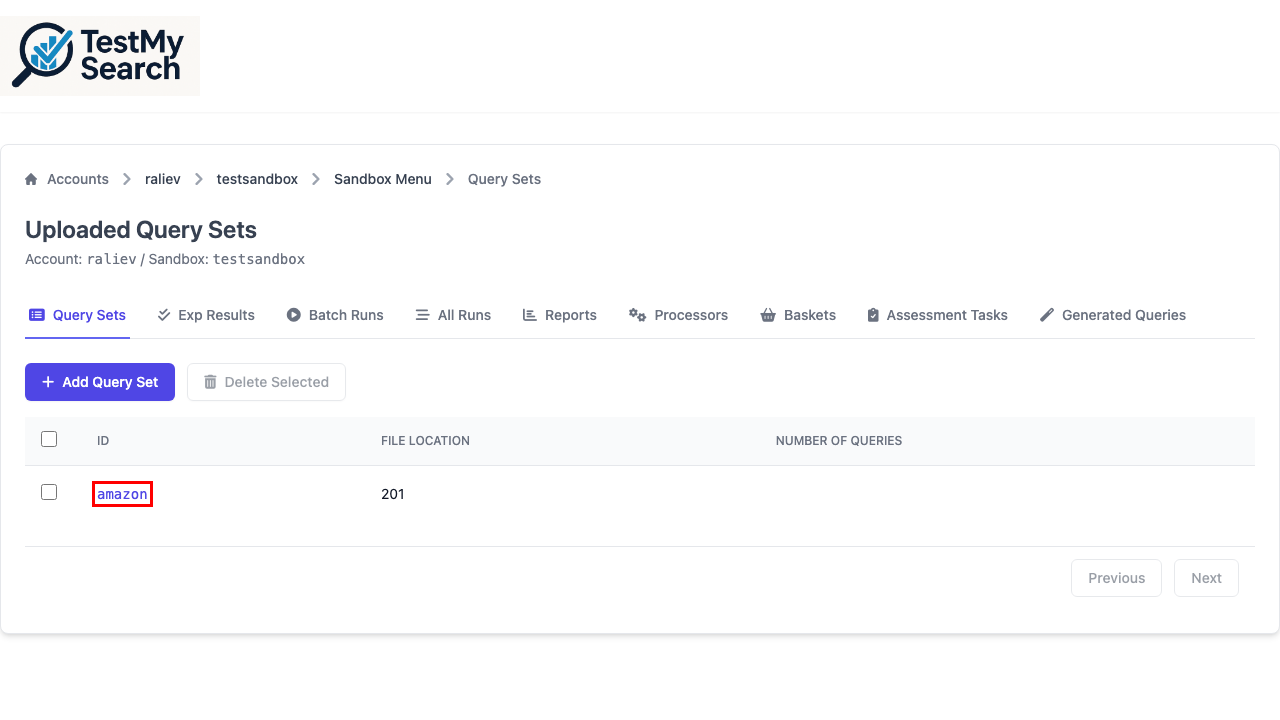 TestMy
Search
Accounts > raliev > testsandbox > Sandbox Menu > Query Sets
Uploaded Query Sets
Account: raliev / Sandbox: testsandbox
Query Sets Exp Results Batch Runs All Runs Reports Processors Baskets Assessment Tasks Generated Queries
+ Add Query Set Delete Selected
ID FILE LOCATION NUMBER OF QUERIES
amazon 201
Previous Next